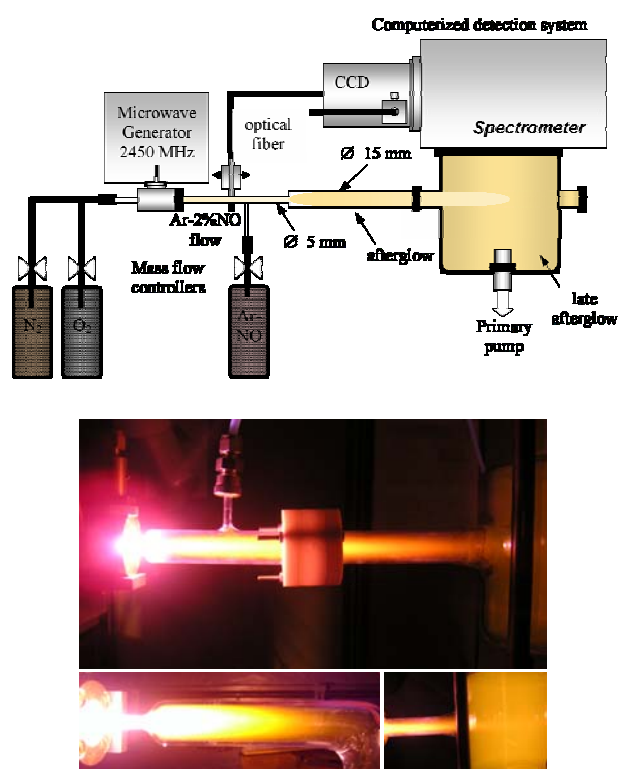 Computerized detection system
CCD
Microwave
Generator
2450 MHz
optical
fiber
Spectrometer
Ø 15 mm
Ar-2%NO
flow
Ø 5 mm
afterglow
Mass flow
controllers
late
afterglow
N2
O2
Ar-
NO
Primary
pump